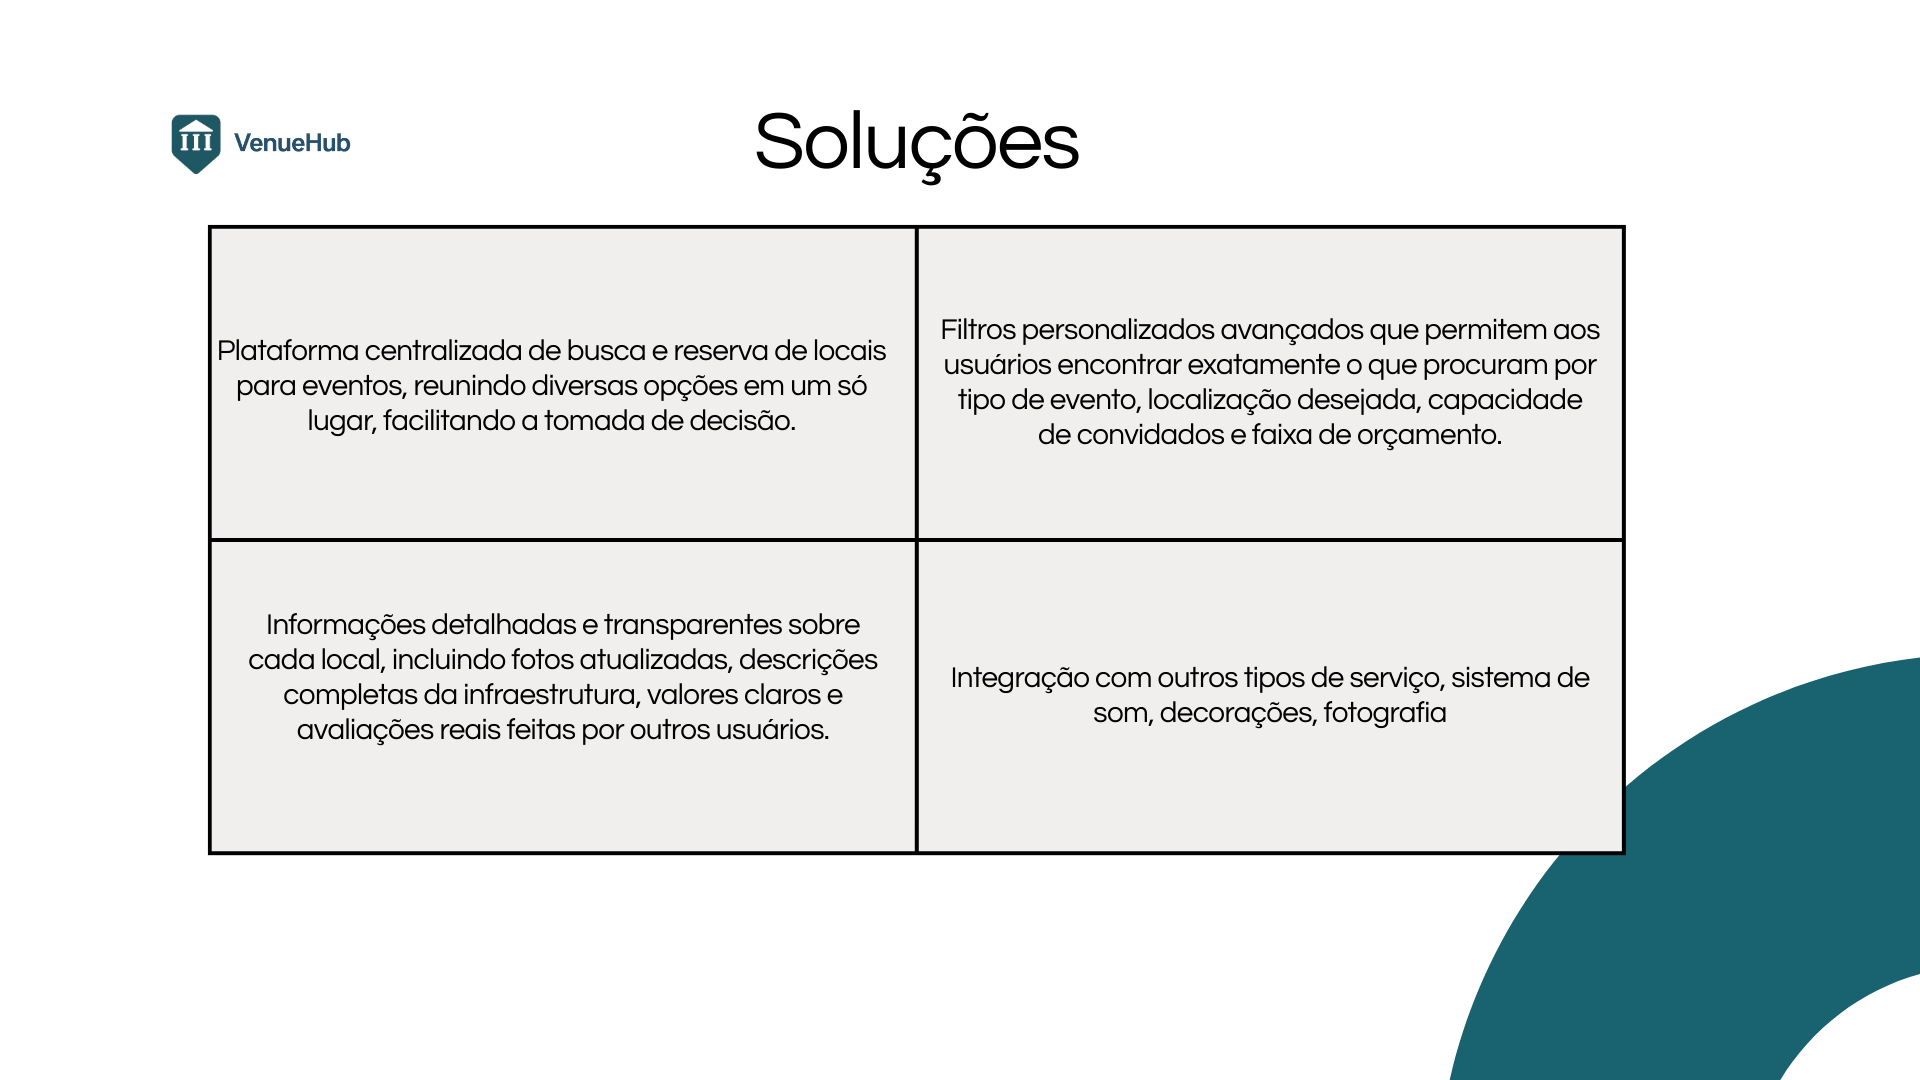 VenueHub
Soluções
Plataforma centralizada de busca e reserva de locais
para eventos, reunindo diversas opções em um só
lugar, facilitando a tomada de decisão.
Filtros personalizados avançados que permitem aos
usuários encontrar exatamente o que procuram por
tipo de evento, localização desejada, capacidade
de convidados e faixa de orçamento.
Informações detalhadas e transparentes sobre
cada local, incluindo fotos atualizadas, descrições
completas da infraestrutura, valores claros e
avaliações reais feitas por outros usuários.
Integração com outros tipos de serviço, sistema de
som, decorações, fotografia